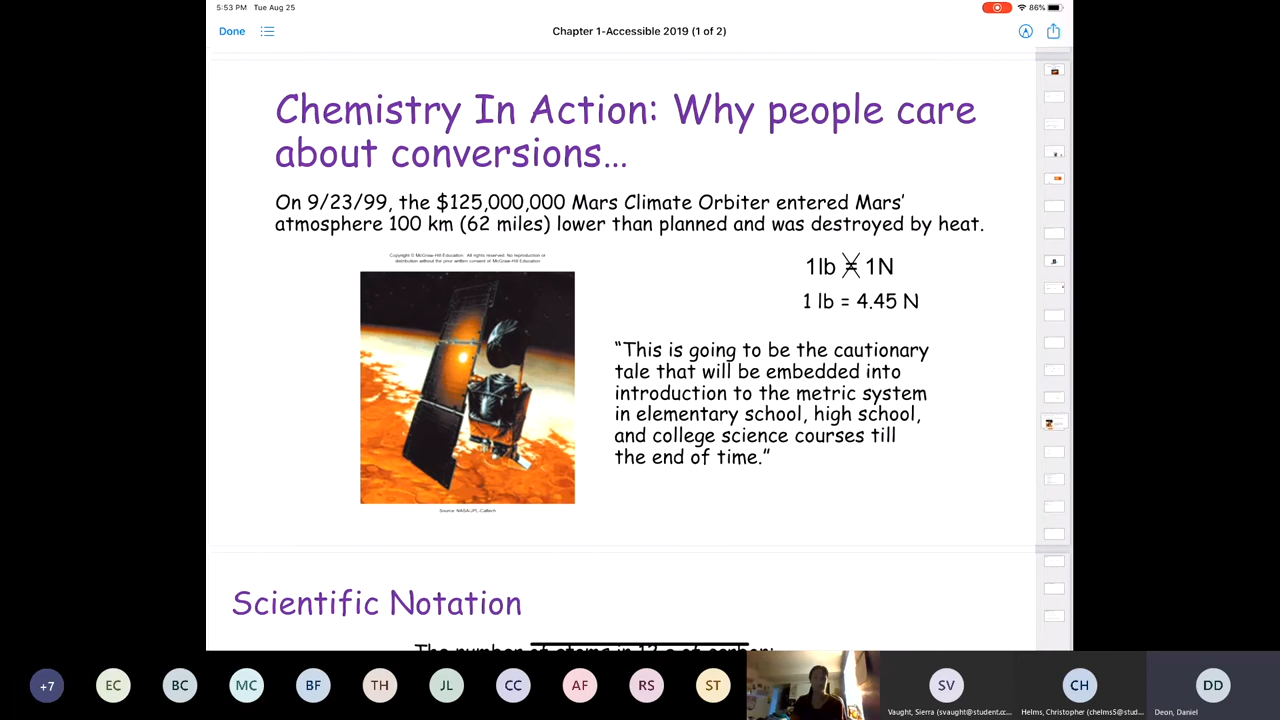 5:53 PM Tue Aug 25
86%
Done
Chapter 1-Accessible 2019 (1 of 2)
Chemistry In Action: Why people care
about conversions...
On 9/23/99, the $125,000,000 Mars Climate Orbiter entered Mars'
atmosphere 100 km (62 miles) lower than planned and was destroyed by heat.
Copyright © McGraw-Hill Education. All rights reserved. No reproduction or
distribution without the prior written consent of McGraw-Hill Education
1 lb ≠ 1 N
1 lb = 4.45 N
“This is going to be the cautionary
tale that will be embedded into
introduction to the metric system
in elementary school, high school,
and college science courses till
the end of time.”
Source: NASA/JPL-Caltech
Scientific Notation
The number of atoms in 12 g of carbon:
+7 EC BC MC BF TH JL CC AF RS ST SV CH DD
Vaught, Sierra (svaught@student.cc... Helms, Christopher (chelms5@stud... Deon, Daniel